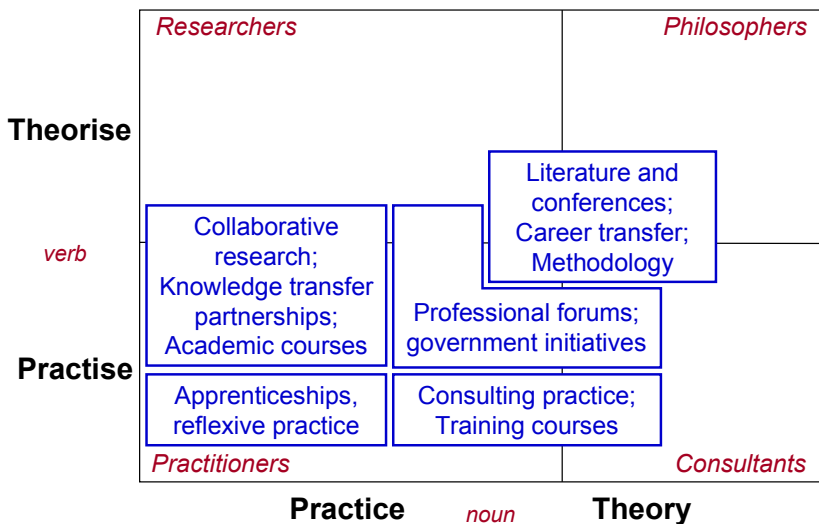 Researchers
Philosophers
Theorise
Literature and
conferences;
Career transfer;
Methodology
Collaborative
research;
Knowledge transfer
partnerships;
Academic courses
verb
Professional forums;
government initiatives
Practise
Apprenticeships,
reflexive practice
Consulting practice;
Training courses
Practitioners
Consultants
Practice
noun
Theory